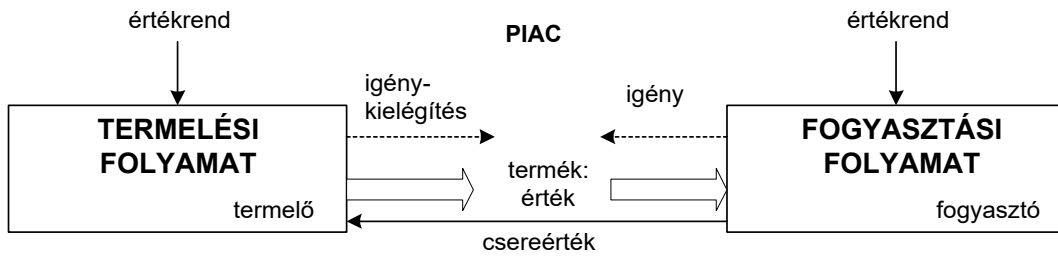 értékrend
PIAC
értékrend
TERMELÉSI
FOLYAMAT
termelő
igény-
kielégítés
igény
termék:
érték
csereérték
FOGYASZTÁSI
FOLYAMAT
fogyasztó